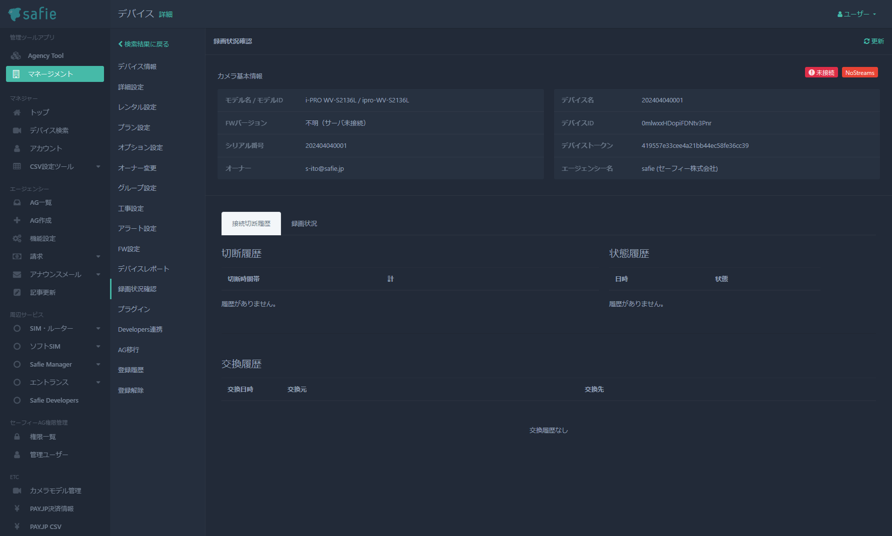 safie
デバイス 詳細
ユーザー
管理ツールアプリ
Agency Tool
マネージメント
マネジャー
トップ
デバイス検索
アカウント
CSV設定ツール
エージェンシー
AG一覧
AG作成
機能設定
請求
アナウンスメール
記事更新
周辺サービス
SIM・ルーター
ソフトSIM
Safie Manager
エントランス
Safie Developers
セーフィーAG権限管理
権限一覧
管理ユーザー
ETC
カメラモデル管理
PAY.JP決済情報
PAY.JP CSV
検索結果に戻る
デバイス情報
詳細設定
レンタル設定
プラン設定
オプション設定
オーナー変更
グループ設定
工事設定
アラート設定
FW設定
デバイスレポート
録画状況確認
プラグイン
Developers連携
AG移行
登録履歴
登録解除
録画状況確認
更新
カメラ基本情報
未接続
NoStreams
モデル名 / モデルID i-PRO WV-S2136L / ipro-WV-S2136L
FWバージョン 不明（サーバ未接続）
シリアル番号 202404040001
オーナー s-ito@safie.jp
デバイス名 202404040001
デバイスID 0mlwxxHDopiFONtv3Pnr
デバイストークン 419557e33cee4a21bb44ec58fe36cc39
エージェンシー名 safie (セーフィー株式会社)
接続切断履歴 録画状況
切断履歴
切断時間帯 計
履歴がありません。
状態履歴
日時 状態
履歴がありません。
交換履歴
交換日時 交換元 交換先
交換履歴なし